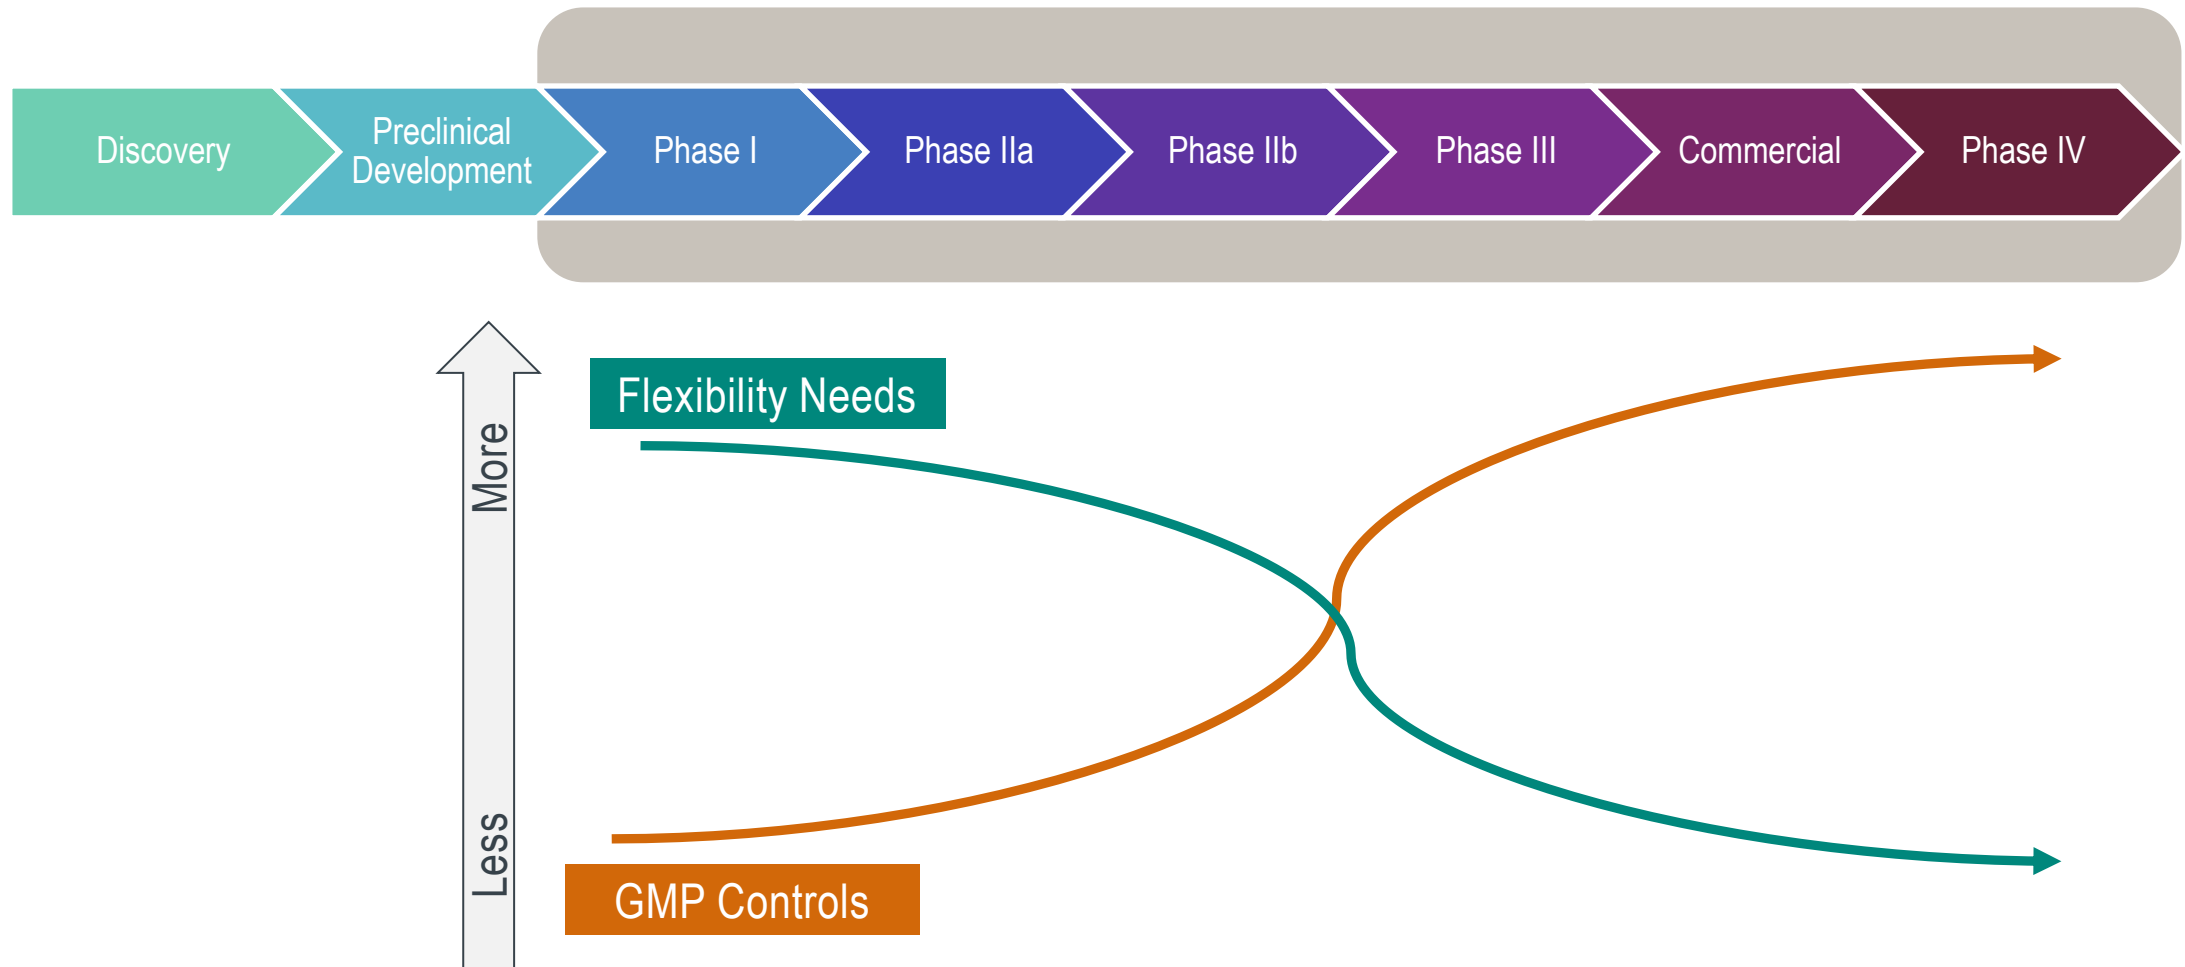 Discovery
Preclinical
Development
Phase I
Phase IIa
Phase IIb
Phase III
Commercial
Phase IV
More
Less
Flexibility Needs
GMP Controls